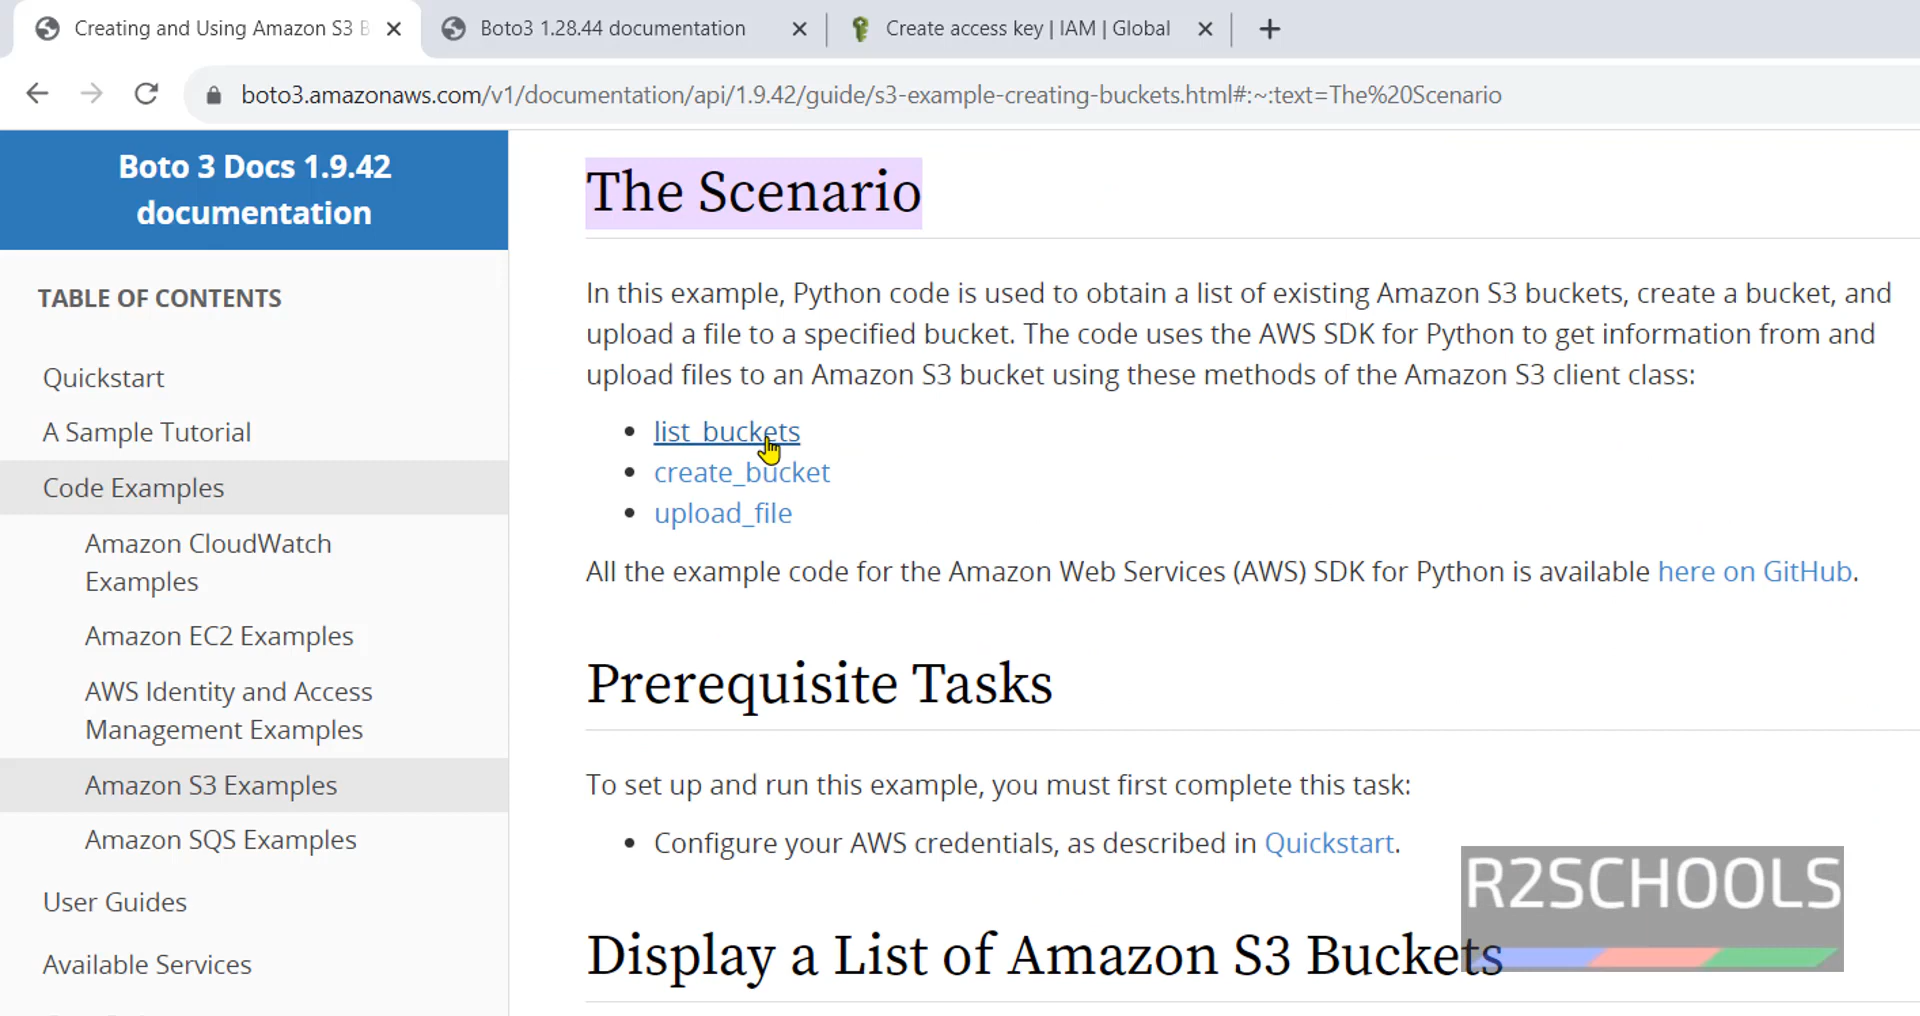 Creating and Using Amazon S3 B
Boto3 1.28.44 documentation
Create access key | IAM | Global
boto3.amazonaws.com/v1/documentation/api/1.9.42/guide/s3-example-creating-buckets.html#:~:text=The%20Scenario
Boto 3 Docs 1.9.42
documentation
TABLE OF CONTENTS
Quickstart
A Sample Tutorial
Code Examples
Amazon CloudWatch
Examples
Amazon EC2 Examples
AWS Identity and Access
Management Examples
Amazon S3 Examples
Amazon SQS Examples
User Guides
Available Services
The Scenario
In this example, Python code is used to obtain a list of existing Amazon S3 buckets, create a bucket, and
upload a file to a specified bucket. The code uses the AWS SDK for Python to get information from and
upload files to an Amazon S3 bucket using these methods of the Amazon S3 client class:
• list_buckets
• create_bucket
• upload_file
All the example code for the Amazon Web Services (AWS) SDK for Python is available here on GitHub.
Prerequisite Tasks
To set up and run this example, you must first complete this task:
• Configure your AWS credentials, as described in Quickstart.
Display a List of Amazon S3 Buckets
R2SCHOOLS